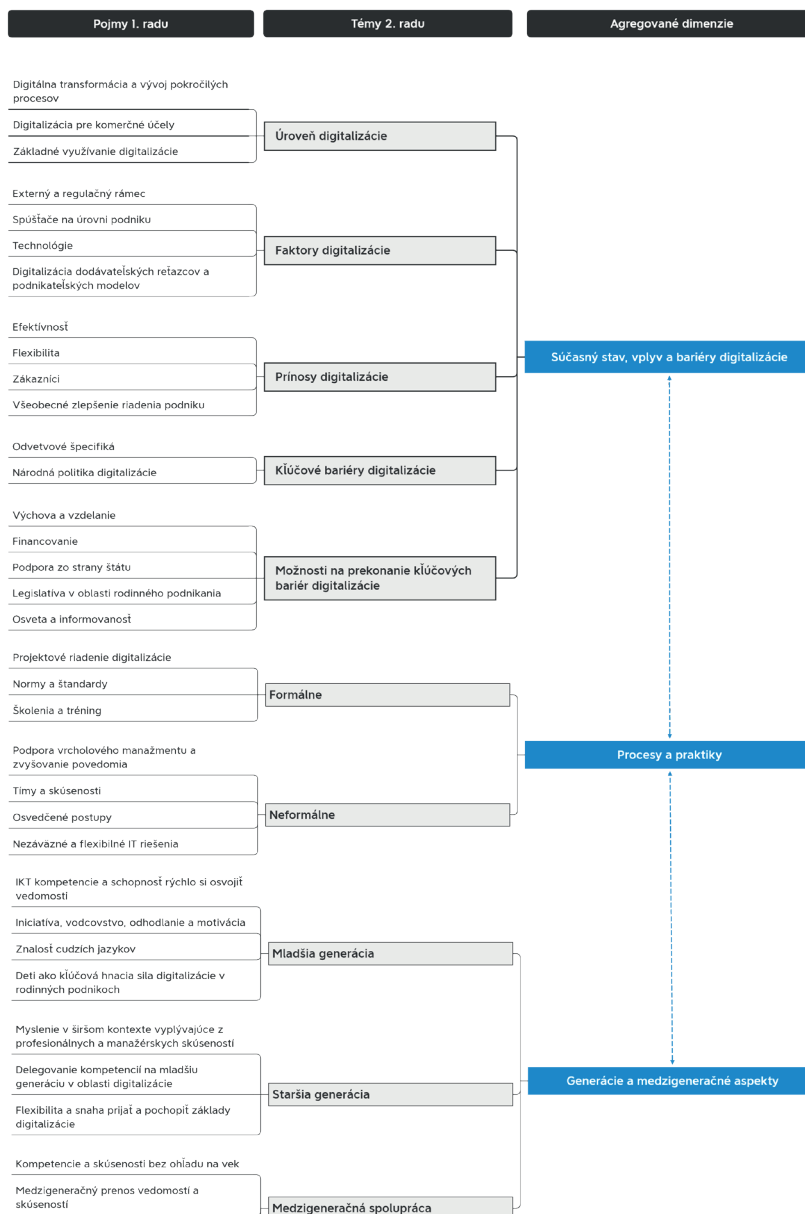 Pojmy 1. radu
Témy 2. radu
Agregované dimenzie
Digitálna transformácia a vývoj pokročilých
procesov
Digitalizácia pre komerčné účely
Základné využívanie digitalizácie
Úroveň digitalizácie
Externý a regulačný rámec
Spúšťače na úrovni podniku
Technológie
Digitalizácia dodávateľských reťazcov a
podnikateľských modelov
Faktory digitalizácie
Efektívnosť
Flexibilita
Zákazníci
Všeobecné zlepšenie riadenia podniku
Prínosy digitalizácie
Súčasný stav, vplyv a bariéry digitalizácie
Odvetvové špecifiká
Národná politika digitalizácie
Kľúčové bariéry digitalizácie
Výchova a vzdelanie
Financovanie
Podpora zo strany štátu
Legislatíva v oblasti rodinného podnikania
Osveta a informovanosť
Možnosti na prekonanie kľúčových
bariér digitalizácie
Projektové riadenie digitalizácie
Normy a štandardy
Školenia a tréning
Formálne
Procesy a praktiky
Podpora vrcholového manažmentu a
zvyšovanie povedomia
Tímy a skúsenosti
Osvedčené postupy
Nezáväzné a flexibilné IT riešenia
Neformálne
IKT kompetencie a schopnosť rýchlo si osvojiť
vedomosti
Iniciatíva, vodcovstvo, odhodlanie a motivácia
Znalosť cudzích jazykov
Deti ako kľúčová hnacia sila digitalizácie v
rodinných podnikoch
Mladšia generácia
Myslenie v širšom kontexte vyplývajúce z
profesionálnych a manažérskych skúseností
Delegovanie kompetencií na mladšiu
generáciu v oblasti digitalizácie
Flexibilita a snaha prijať a pochopiť základy
digitalizácie
Staršia generácia
Generácie a medzigeneračné aspekty
Kompetencie a skúsenosti bez ohľadu na vek
Medzigeneračný prenos vedomostí a
skúseností
Medzigeneračná spolupráca